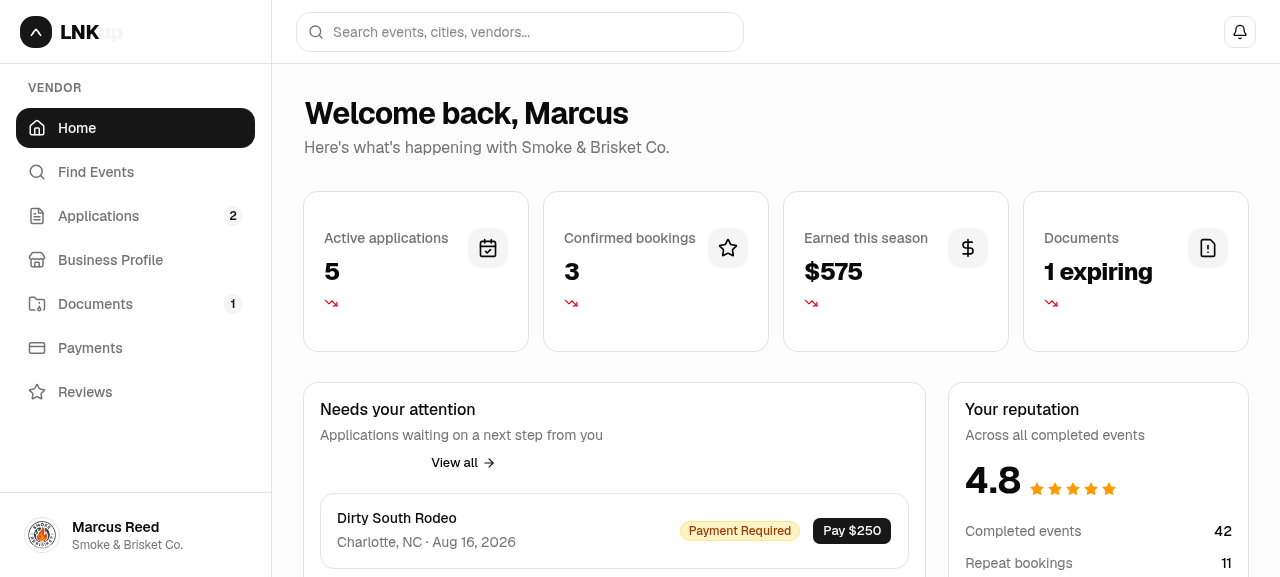 LNKup
Search events, cities, vendors...
VENDOR
Home
Find Events
Applications 2
Business Profile
Documents 1
Payments
Reviews
Marcus Reed
Smoke & Brisket Co.
Welcome back, Marcus
Here's what's happening with Smoke & Brisket Co.
Active applications
5
Confirmed bookings
3
Earned this season
$575
Documents
1 expiring
Needs your attention
Applications waiting on a next step from you
View all
Dirty South Rodeo
Charlotte, NC · Aug 16, 2026
Payment Required
Pay $250
Your reputation
Across all completed events
4.8
Completed events 42
Repeat bookings 11